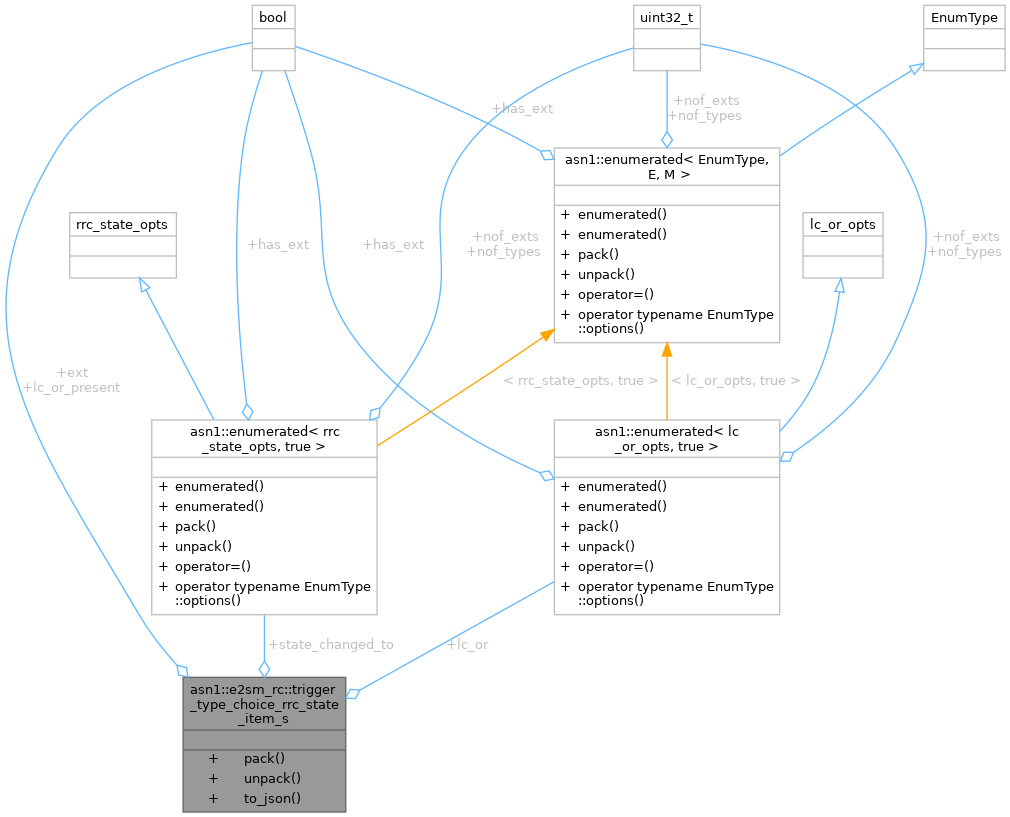 bool
uint32_t
EnumType
+has_ext
+nof_exts
+nof_types
asn1::enumerated< EnumType,
E, M >
+ enumerated()
+ enumerated()
+ pack()
+ unpack()
+ operator=()
+ operator typename EnumType
::options()
rrc_state_opts
lc_or_opts
+has_ext
+has_ext
+nof_exts
+nof_types
+nof_exts
+nof_types
+ext
+lc_or_present
< rrc_state_opts, true >
< lc_or_opts, true >
asn1::enumerated< rrc
_state_opts, true >
+ enumerated()
+ enumerated()
+ pack()
+ unpack()
+ operator=()
+ operator typename EnumType
::options()
asn1::enumerated< lc
_or_opts, true >
+ enumerated()
+ enumerated()
+ pack()
+ unpack()
+ operator=()
+ operator typename EnumType
::options()
+state_changed_to
+lc_or
asn1::e2sm_rc::trigger
_type_choice_rrc_state
_item_s
+ pack()
+ unpack()
+ to_json()